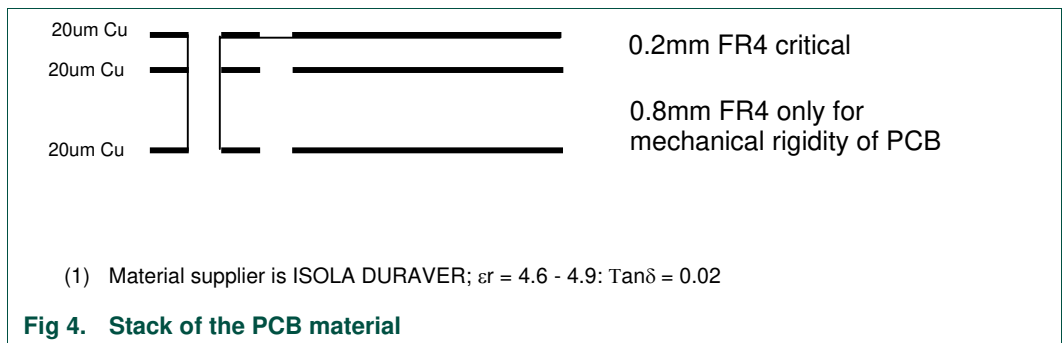 20um Cu
0.2mm FR4 critical
20um Cu
0.8mm FR4 only for
mechanical rigidity of PCB
20um Cu
(1) Material supplier is ISOLA DURAVER; εr = 4.6 - 4.9: Tanδ = 0.02
Fig 4. Stack of the PCB material